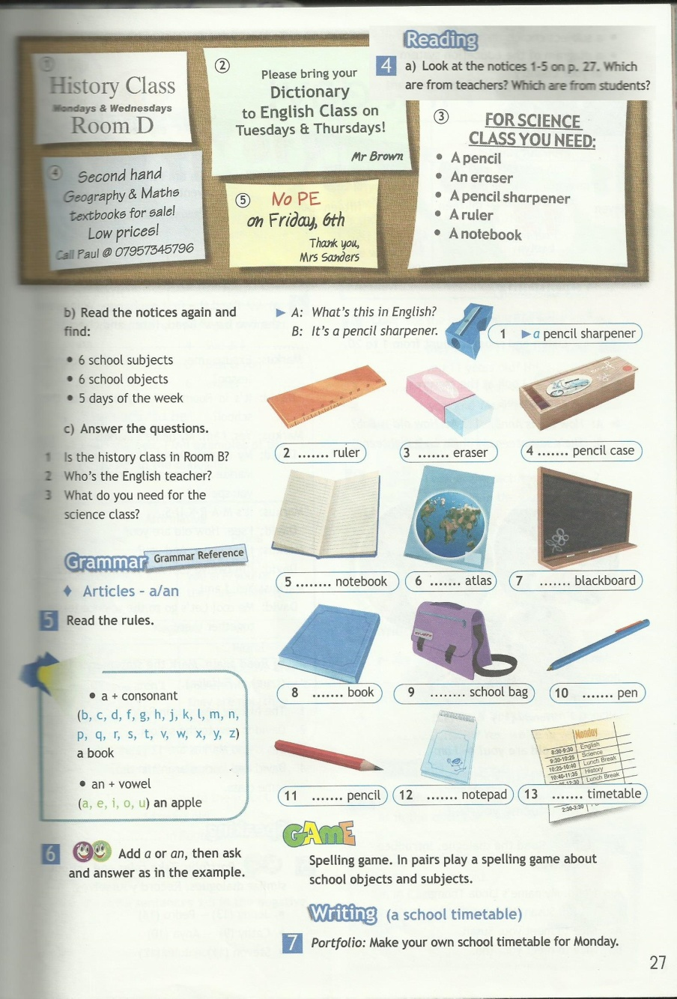 Reading
4 a) Look at the notices 1-5 on p. 27. Which
are from teachers? Which are from students?
1
History Class
Mondays & Wednesdays
Room D
2
Please bring your
Dictionary
to English Class on
Tuesdays & Thursdays!
Mr Brown
3
FOR SCIENCE
CLASS YOU NEED:
• A pencil
• An eraser
• A pencil sharpener
• A ruler
• A notebook
4
Second hand
Geography & Maths
textbooks for sale!
Low prices!
Call Paul @ 07957345796
5
No PE
on Friday, 6th
Thank you,
Mrs Sanders
b) Read the notices again and
find:
• 6 school subjects
• 6 school objects
• 5 days of the week
c) Answer the questions.
1 Is the history class in Room B?
2 Who's the English teacher?
3 What do you need for the
science class?
Grammar Grammar Reference
♦ Articles - a/an
5 Read the rules.
• a + consonant
(b, c, d, f, g, h, j, k, l, m, n,
p, q, r, s, t, v, w, x, y, z)
a book
• an + vowel
(a, e, i, o, u) an apple
6 Add a or an, then ask
and answer as in the example.
► A: What's this in English?
B: It's a pencil sharpener.
1 ►a pencil sharpener
2 ....... ruler
3 ....... eraser
4 ....... pencil case
5 ........ notebook
6 ....... atlas
7 ....... blackboard
8 ....... book
9 ........ school bag
10 ....... pen
11 ....... pencil
12 ....... notepad
Monday
8:30-9:30 English
9:30-10:25 Science
10:25-10:40 Lunch Break
10:40-11:35 History
Lunch Break
13 ....... timetable
2:30-3:30
GAME
Spelling game. In pairs play a spelling game about
school objects and subjects.
Writing (a school timetable)
7 Portfolio: Make your own school timetable for Monday.
27